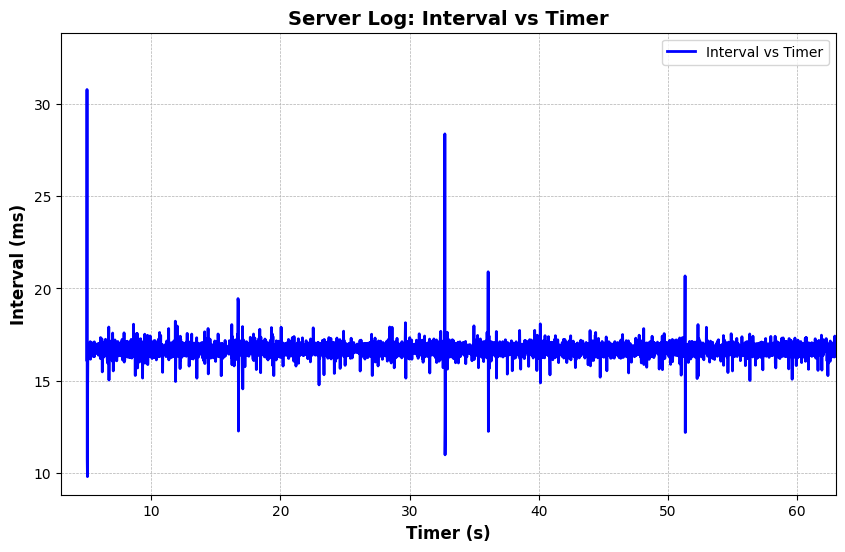 Server Log: Interval vs Timer
Interval vs Timer
Interval (ms)
30
25
20
15
10
10 20 30 40 50 60
Timer (s)